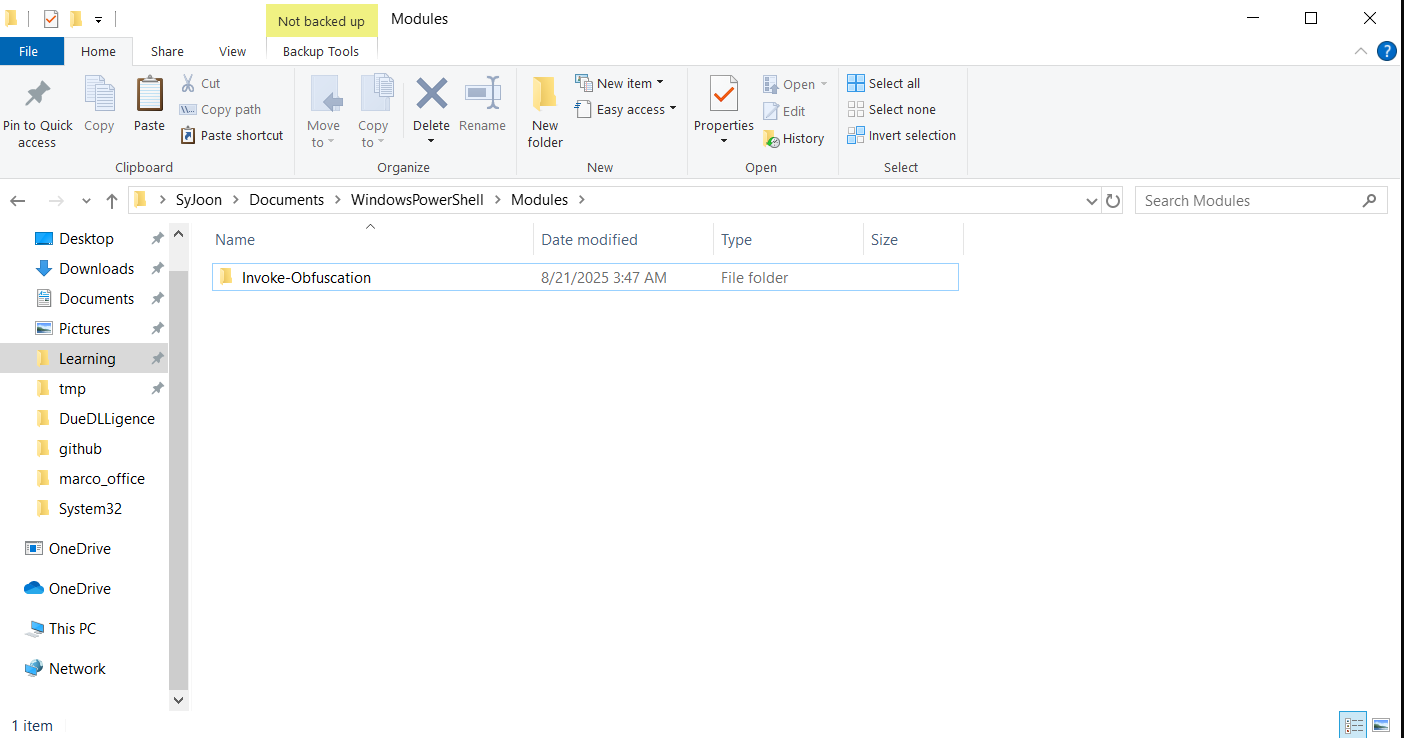 Not backed up Modules
File Home Share View Backup Tools
Pin to Quick access
Copy
Paste
Cut
Copy path
Paste shortcut
Clipboard
Move to
Copy to
Delete
Rename
Organize
New folder
New item
Easy access
New
Properties
Open
Edit
History
Open
Select all
Select none
Invert selection
Select
SyJoon Documents WindowsPowerShell Modules
Search Modules
Desktop
Downloads
Documents
Pictures
Learning
tmp
DueDLLigence
github
marco_office
System32
OneDrive
OneDrive
This PC
Network
Name Date modified Type Size
Invoke-Obfuscation 8/21/2025 3:47 AM File folder
1 item